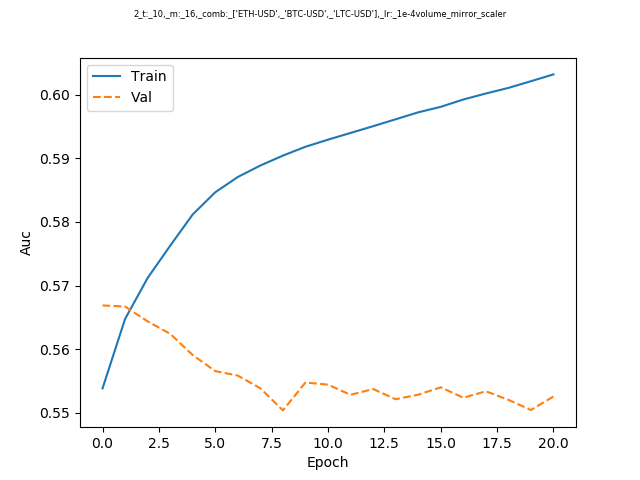 2_t:_10,_m:_16,_comb:_['ETH-USD',_'BTC-USD',_'LTC-USD'],_lr:_1e-4volume_mirror_scaler
Train
Val
0.60
0.59
0.58
0.57
0.56
0.55
Auc
0.0 2.5 5.0 7.5 10.0 12.5 15.0 17.5 20.0
Epoch